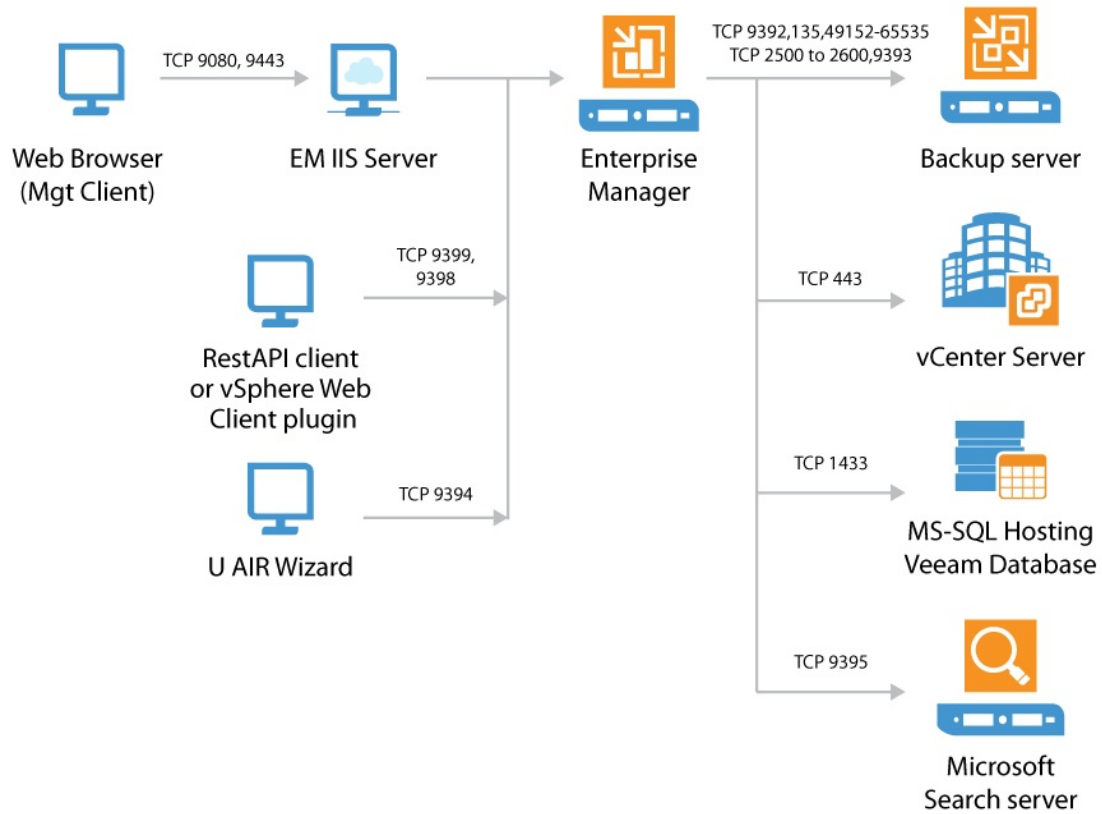 TCP 9392,135,49152-65535
TCP 2500 to 2600,9393
TCP 9080, 9443
Web Browser
(Mgt Client)
EM IIS Server
Enterprise
Manager
Backup server
TCP 9399,
9398
TCP 443
RestAPI client
or vSphere Web
Client plugin
vCenter Server
TCP 9394
TCP 1433
U AIR Wizard
MS-SQL Hosting
Veeam Database
TCP 9395
Microsoft
Search server